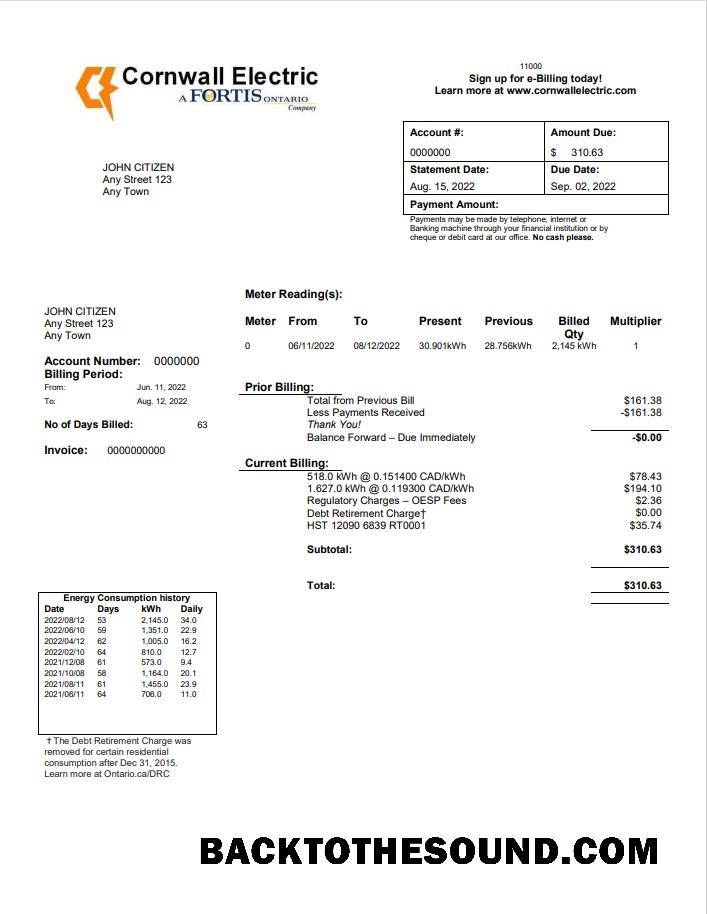 Cornwall Electric
A FORTIS ONTARIO
Company
11000
Sign up for e-Billing today!
Learn more at www.cornwallelectric.com
Account #: Amount Due:
0000000 $ 310.63
Statement Date: Due Date:
Aug. 15, 2022 Sep. 02, 2022
Payment Amount:
Payments may be made by telephone, internet or
Banking machine through your financial institution or by
cheque or debit card at our office. No cash please.
JOHN CITIZEN
Any Street 123
Any Town
JOHN CITIZEN
Any Street 123
Any Town
Account Number: 0000000
Billing Period:
From: Jun. 11, 2022
To: Aug. 12, 2022
No of Days Billed: 63
Invoice: 0000000000
Meter Reading(s):
Meter From To Present Previous Billed Qty Multiplier
0 06/11/2022 08/12/2022 30.901kWh 28.756kWh 2,145 kWh 1
Prior Billing:
Total from Previous Bill $161.38
Less Payments Received -$161.38
Thank You!
Balance Forward – Due Immediately -$0.00
Current Billing:
518.0 kWh @ 0.151400 CAD/kWh $78.43
1.627.0 kWh @ 0.119300 CAD/kWh $194.10
Regulatory Charges – OESP Fees $2.36
Debt Retirement Charge† $0.00
HST 12090 6839 RT0001 $35.74
Subtotal: $310.63
Total: $310.63
Energy Consumption history
Date Days kWh Daily
2022/08/12 53 2,145.0 34.0
2022/06/10 59 1,351.0 22.9
2022/04/12 62 1,005.0 16.2
2022/02/10 64 810.0 12.7
2021/12/08 61 573.0 9.4
2021/10/08 58 1,164.0 20.1
2021/08/11 61 1,455.0 23.9
2021/06/11 64 706.0 11.0
† The Debt Retirement Charge was
removed for certain residential
consumption after Dec 31, 2015.
Learn more at Ontario.ca/DRC
BACKTOTHESOUND.COM